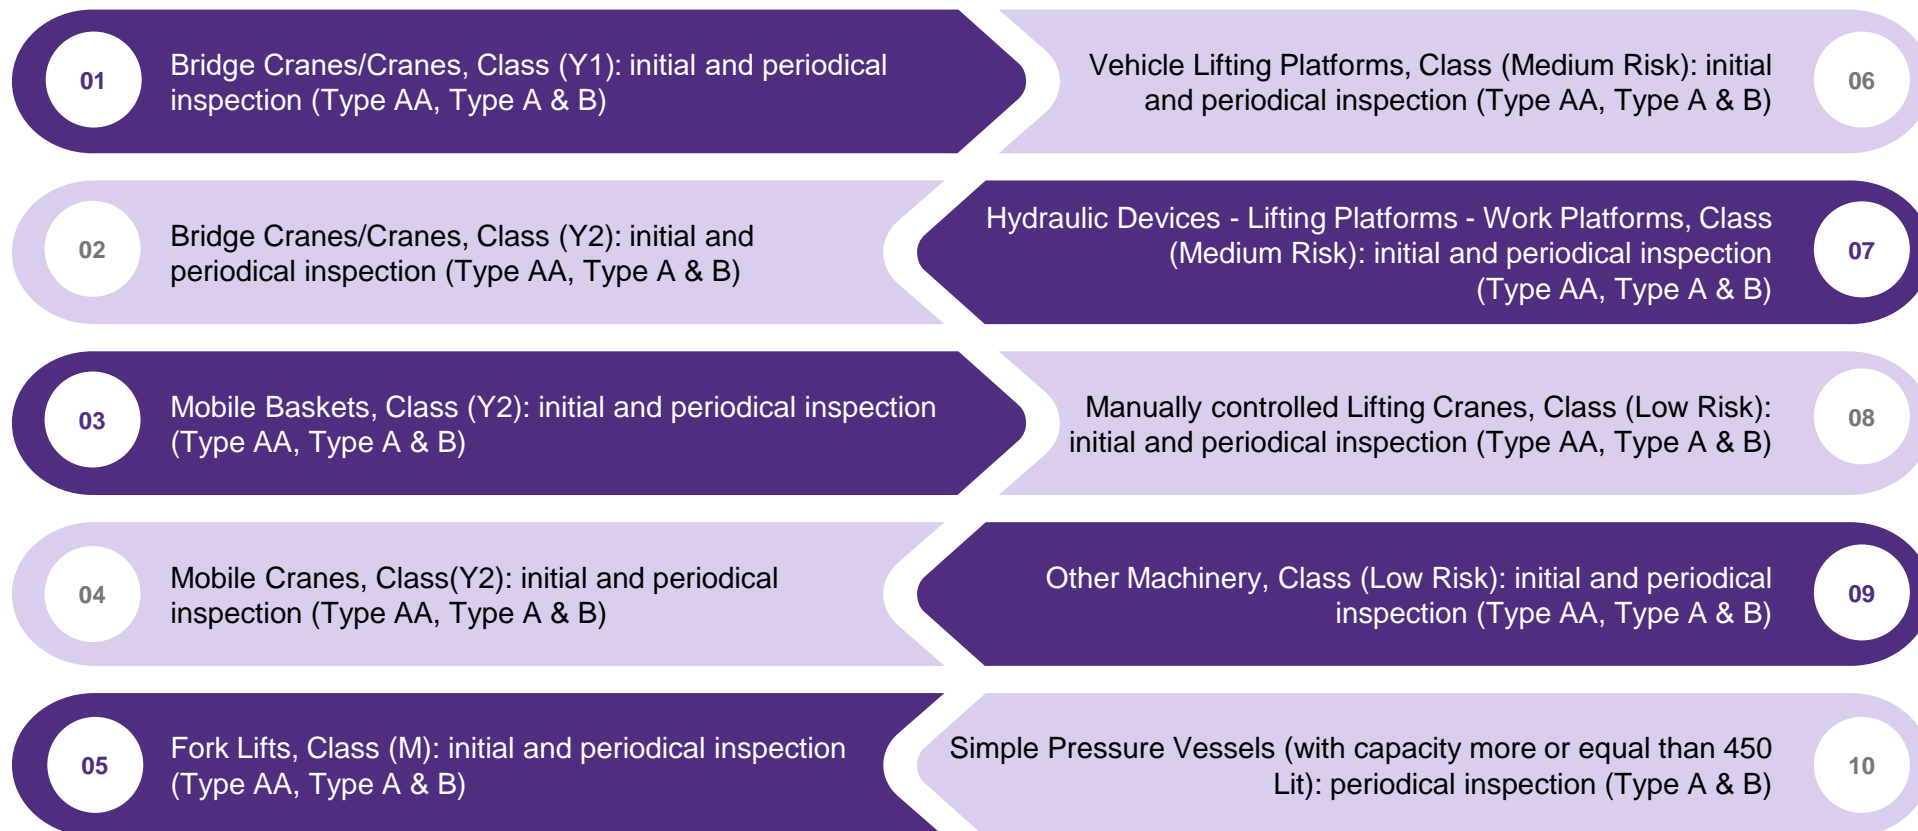 01
Bridge Cranes/Cranes, Class (Y1): initial and periodical
inspection (Type AA, Type A & B)
02
Bridge Cranes/Cranes, Class (Y2): initial and
periodical inspection (Type AA, Type A & B)
03
Mobile Baskets, Class (Y2): initial and periodical inspection
(Type AA, Type A & B)
04
Mobile Cranes, Class(Y2): initial and periodical
inspection (Type AA, Type A & B)
05
Fork Lifts, Class (M): initial and periodical inspection
(Type AA, Type A & B)
Vehicle Lifting Platforms, Class (Medium Risk): initial
and periodical inspection (Type AA, Type A & B)
06
Hydraulic Devices - Lifting Platforms - Work Platforms, Class
(Medium Risk): initial and periodical inspection
(Type AA, Type A & B)
07
Manually controlled Lifting Cranes, Class (Low Risk):
initial and periodical inspection (Type AA, Type A & B)
08
Other Machinery, Class (Low Risk): initial and periodical
inspection (Type AA, Type A & B)
09
Simple Pressure Vessels (with capacity more or equal than 450
Lit): periodical inspection (Type A & B)
10